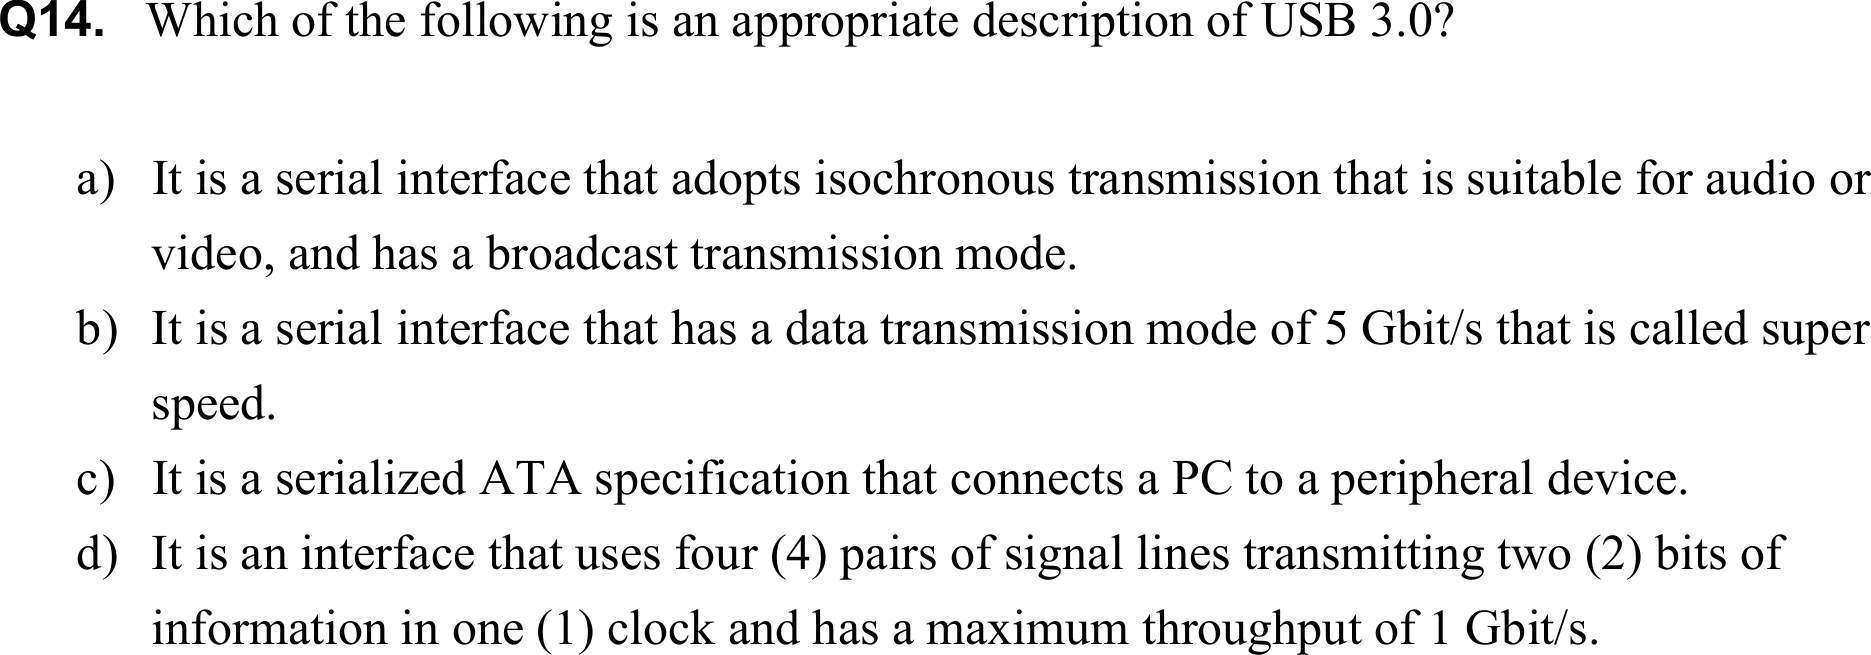 Q14. Which of the following is an appropriate description of USB 3.0?
a) It is a serial interface that adopts isochronous transmission that is suitable for audio or
video, and has a broadcast transmission mode.
b) It is a serial interface that has a data transmission mode of 5 Gbit/s that is called super
speed.
c) It is a serialized ATA specification that connects a PC to a peripheral device.
d) It is an interface that uses four (4) pairs of signal lines transmitting two (2) bits of
information in one (1) clock and has a maximum throughput of 1 Gbit/s.